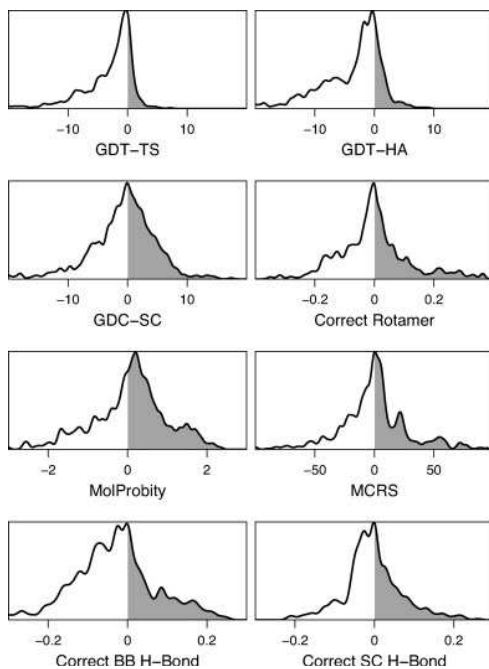 −10 0 10
GDT−TS
−10 0 10
GDT−HA
−10 0 10
GDC−SC
−0.2 0 0.2
Correct Rotamer
−2 0 2
MolProbity
−50 0 50
MCRS
−0.2 0 0.2
Correct BB H−Bond
−0.2 0 0.2
Correct SC H−Bond